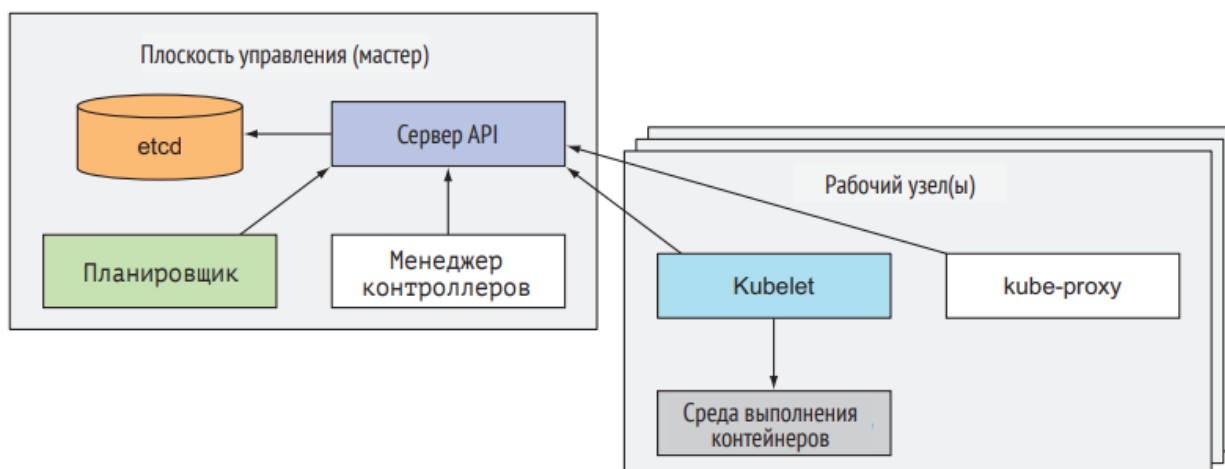 Плоскость управления (мастер)
etcd
Сервер API
Планировщик
Менеджер
контроллеров
Рабочий узел(ы)
Kubelet
kube-proxy
Среда выполнения
контейнеров